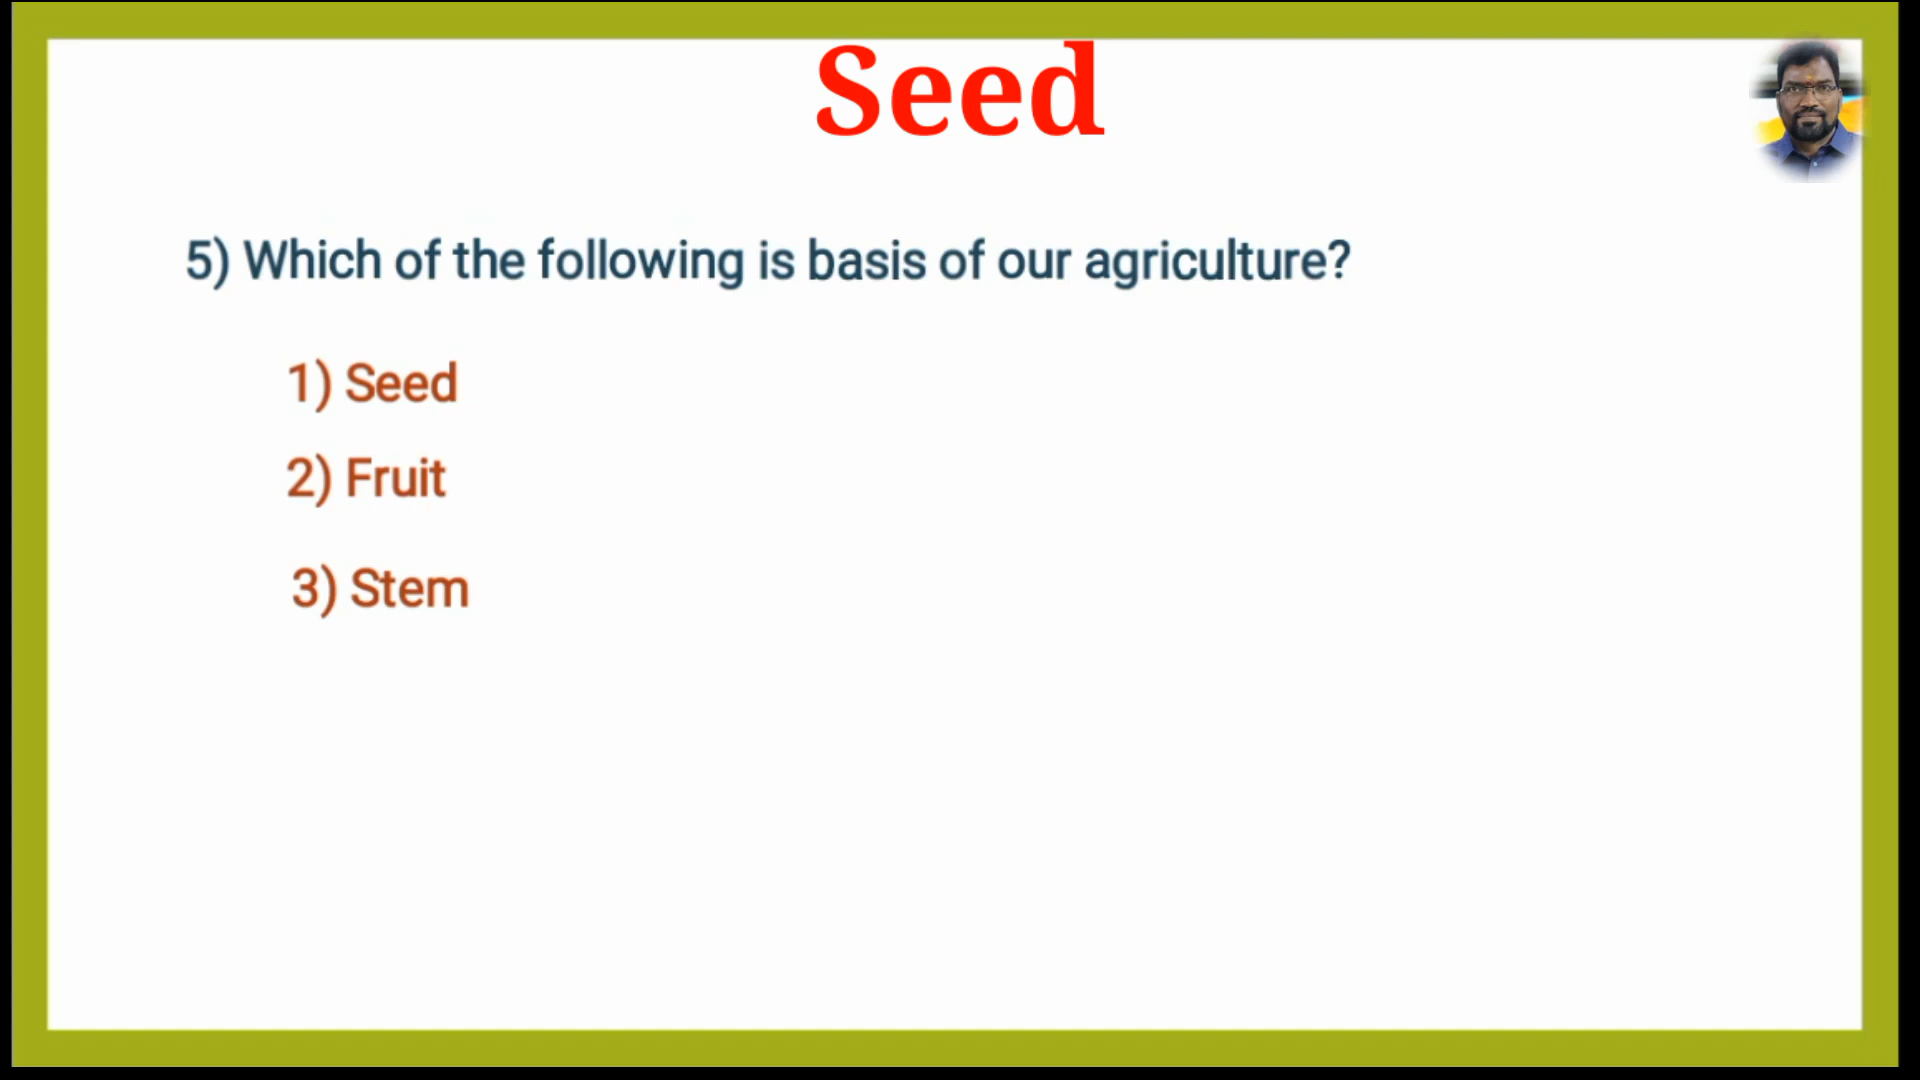 Seed
5) Which of the following is basis of our agriculture?
1) Seed
2) Fruit
3) Stem